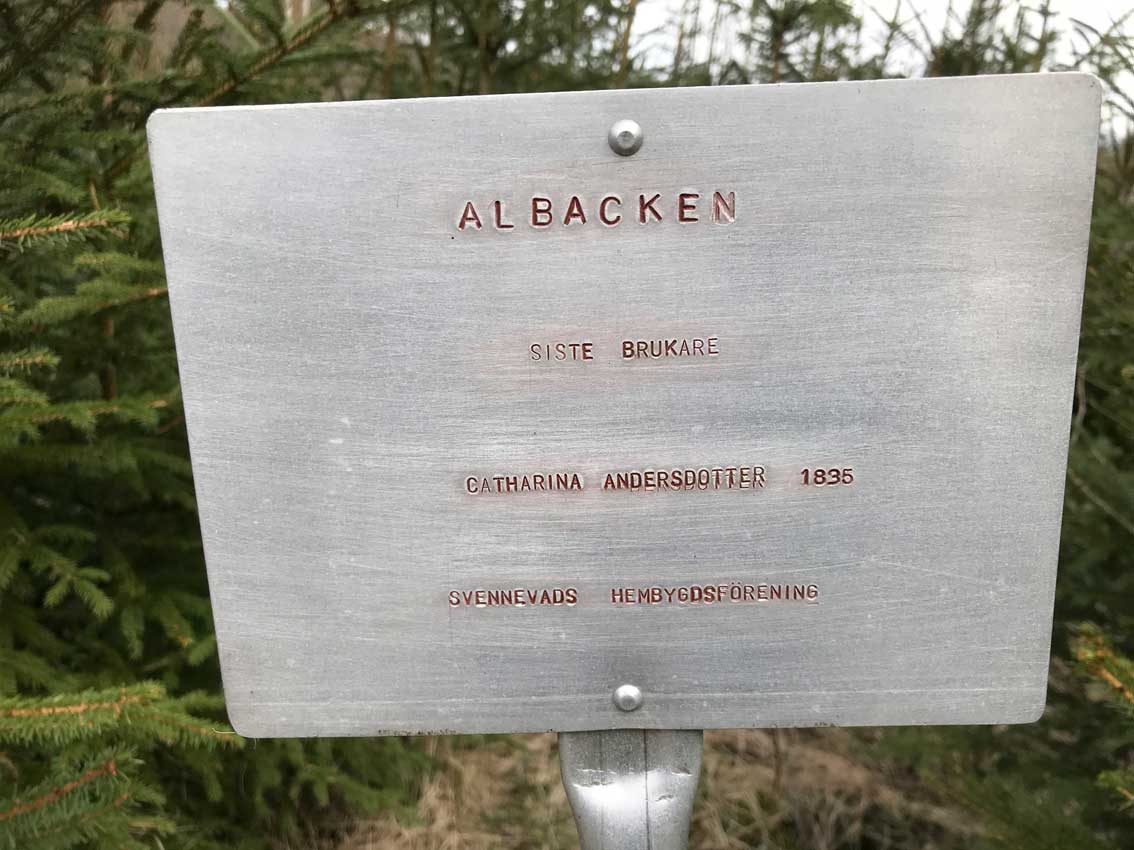 ALBACKEN
SISTE BRUKARE
CATHARINA ANDERSDOTTER 1835
SVENNEVADS HEMBYGDSFÖRENING